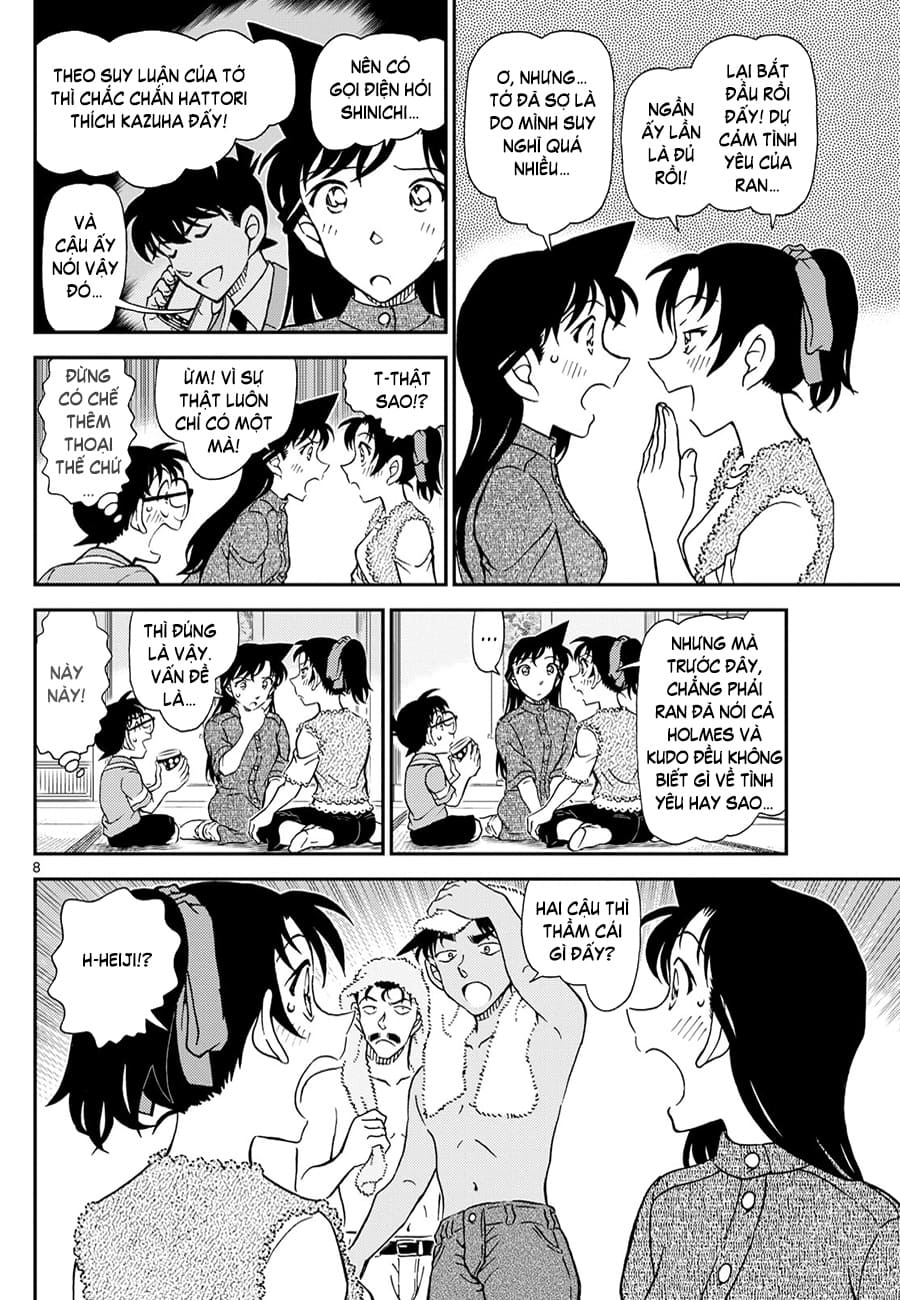 LẠI BẮT
ĐẦU RỒI
ĐẤY! DỰ
CẢM TÌNH
YÊU CỦA
RAN...
NGẦN
ẤY LẦN
LÀ ĐỦ
RỒI!
Ơ, NHƯNG...
TỚ ĐÃ SỢ LÀ
DO MÌNH SUY
NGHĨ QUÁ
NHIỀU...
NÊN CÓ
GỌI ĐIỆN HỎI
SHINICHI...
THEO SUY LUẬN CỦA TỚ
THÌ CHẮC CHẮN HATTORI
THÍCH KAZUHA ĐẤY!
VÀ
CẬU ẤY
NÓI VẬY
ĐÓ...
T-THẬT
SAO!?
ỪM! VÌ SỰ
THẬT LUÔN
CHỈ CÓ MỘT
MÀ!
ĐỪNG
CÓ CHẾ
THÊM
THOẠI
THẾ CHỨ
...
NHƯNG MÀ
TRƯỚC ĐÂY,
CHẲNG PHẢI
RAN ĐÃ NÓI CẢ
HOLMES VÀ
KUDO ĐỀU KHÔNG
BIẾT GÌ VỀ TÌNH
YÊU HAY SAO...
...
THÌ ĐÚNG
LÀ VẬY.
VẤN ĐỀ
LÀ...
NÀY
NÀY!
8
HAI CẬU THÌ
THẦM CÁI
GÌ ĐẤY?
H-HEIJI!?